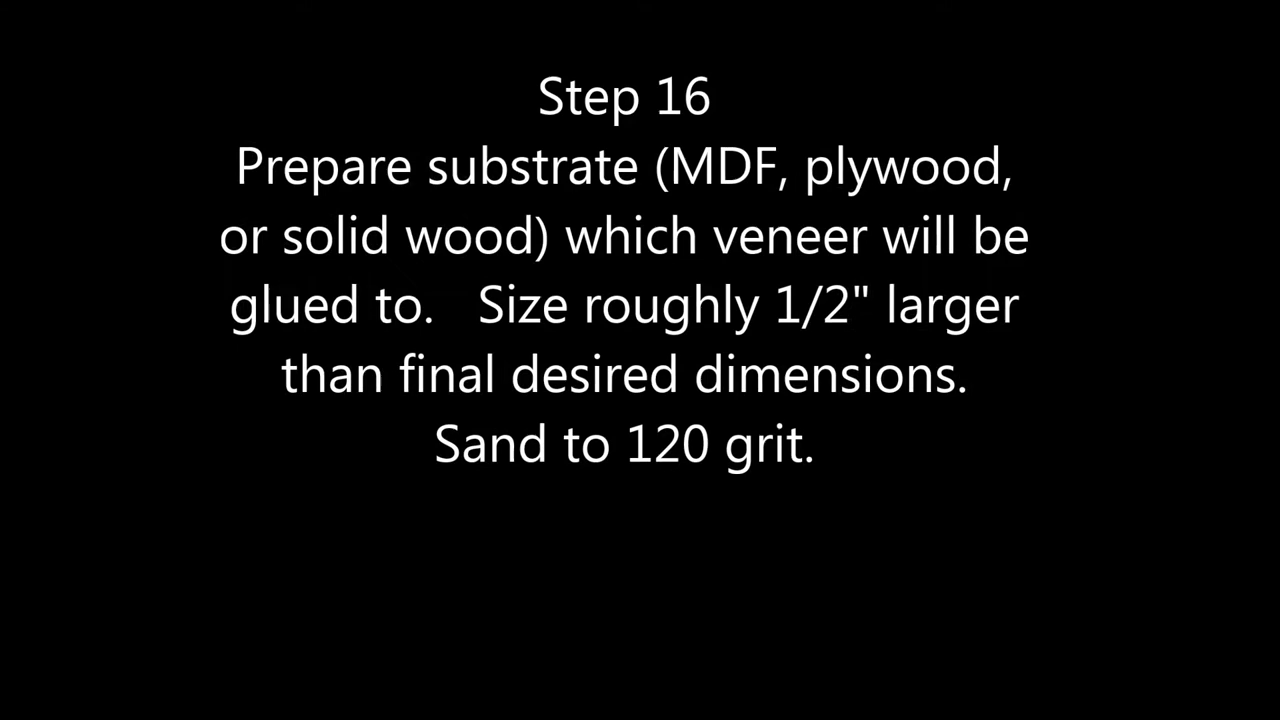 Step 16
Prepare substrate (MDF, plywood,
or solid wood) which veneer will be
glued to.   Size roughly 1/2" larger
than final desired dimensions.
Sand to 120 grit.